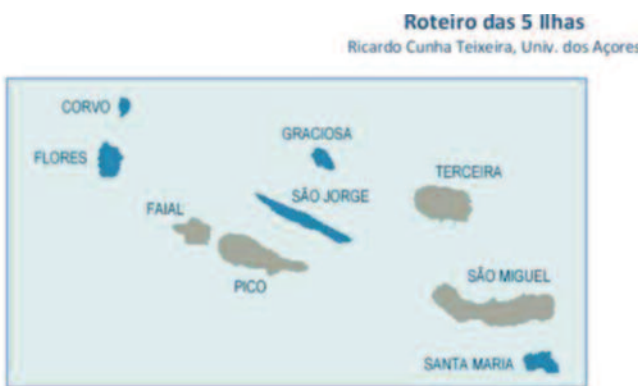 Roteiro das 5 Ilhas
Ricardo Cunha Teixeira, Univ. dos Açores
CORVO
FLORES
GRACIOSA
TERCEIRA
SÃO JORGE
FAIAL
PICO
SÃO MIGUEL
SANTA MARIA